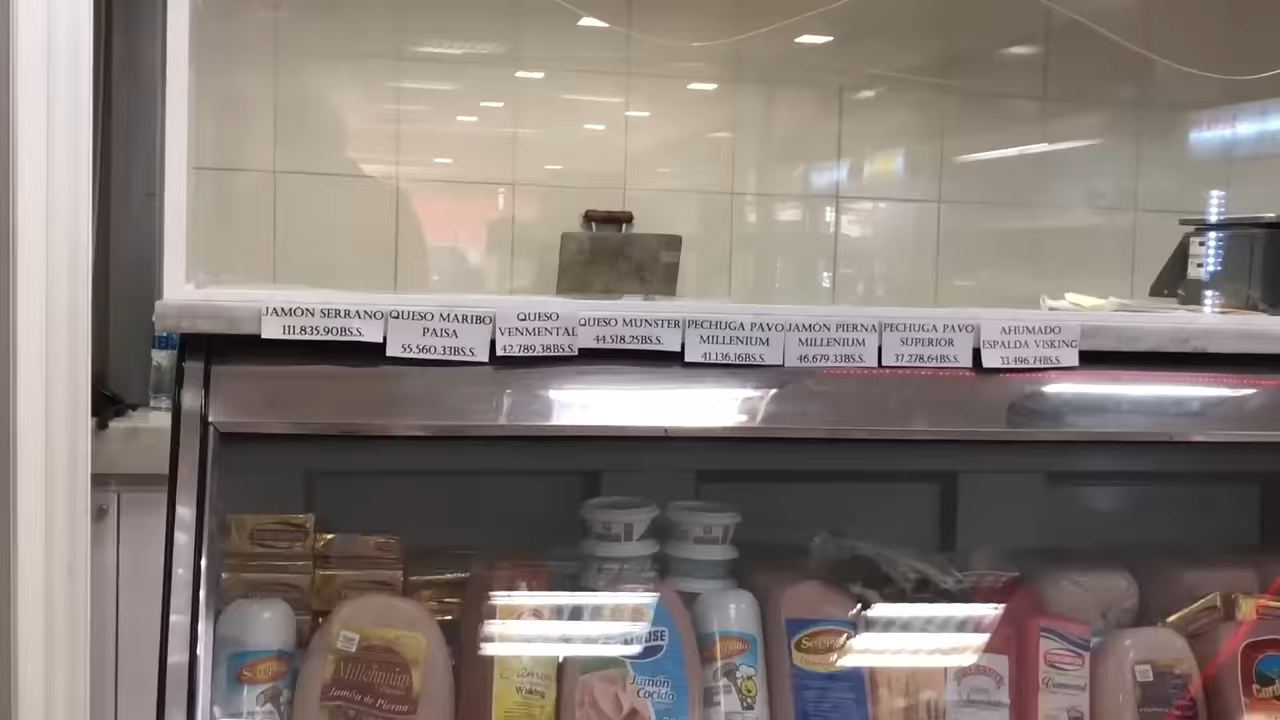 JAMÓN SERRANO
111.835,90BS.S.
QUESO MARIBO
PAISA
55.560,33BS.S.
QUESO
VENMENTAL
42.789,38BS.S.
QUESO MUNSTER
44.518,25BS.S.
PECHUGA PAVO
MILLENIUM
41.136,16BS.S.
JAMÓN PIERNA
MILLENIUM
46.679,33BS.S.
PECHUGA PAVO
SUPERIOR
37.278,64BS.S.
AHUMADO
ESPALDA VISKING
33.496,74BS.S.
Millennium
Jamón de Pierna
Visking
Jamón
Cocido